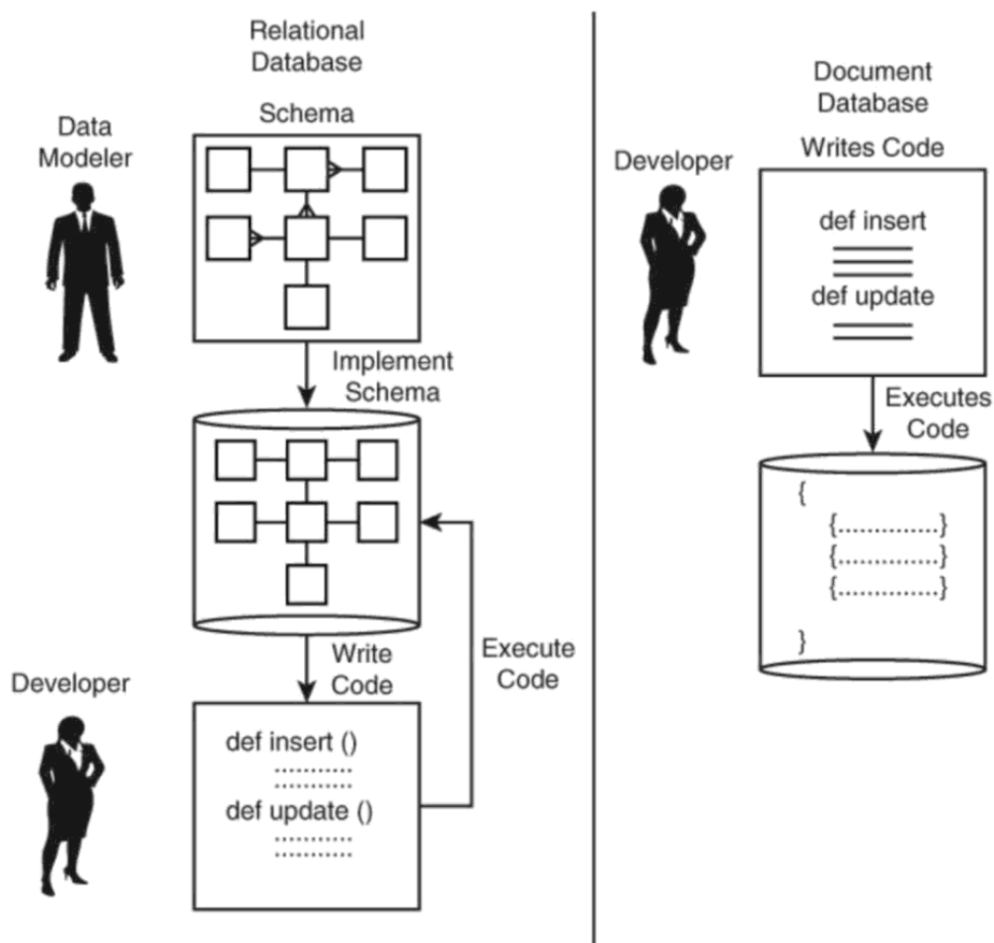 Relational
Database
Schema
Data
Modeler
Implement
Schema
Write
Code
Execute
Code
Developer
def insert ()
..........
..........
def update ()
..........
..........
Document
Database
Writes Code
Developer
def insert
def update
Executes
Code
{
{..............}
{..............}
{..............}
}